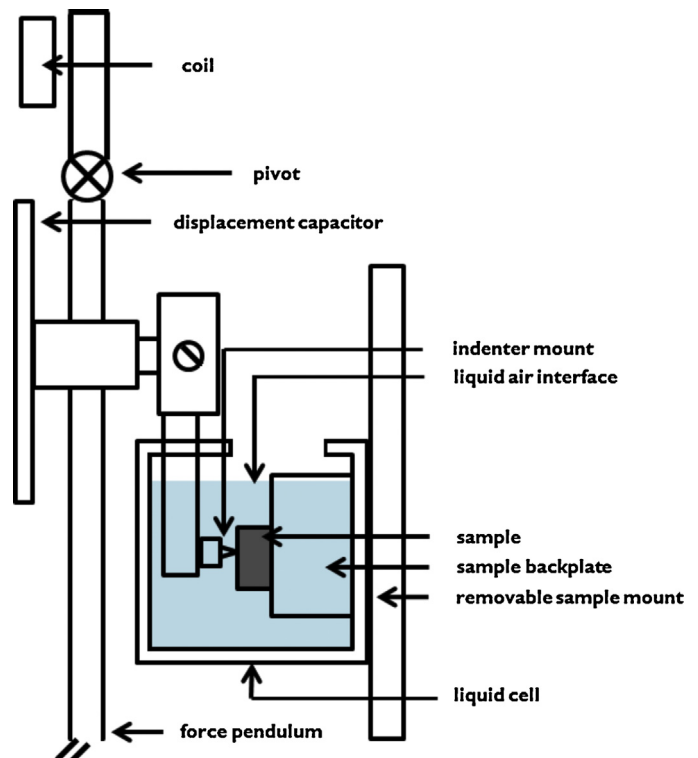 coil
pivot
displacement capacitor
indenter mount
liquid air interface
sample
sample backplate
removable sample mount
liquid cell
force pendulum